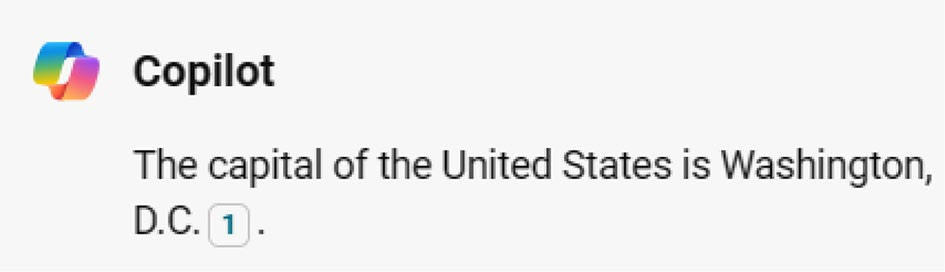 Copilot
The capital of the United States is Washington,
D.C. 1 .